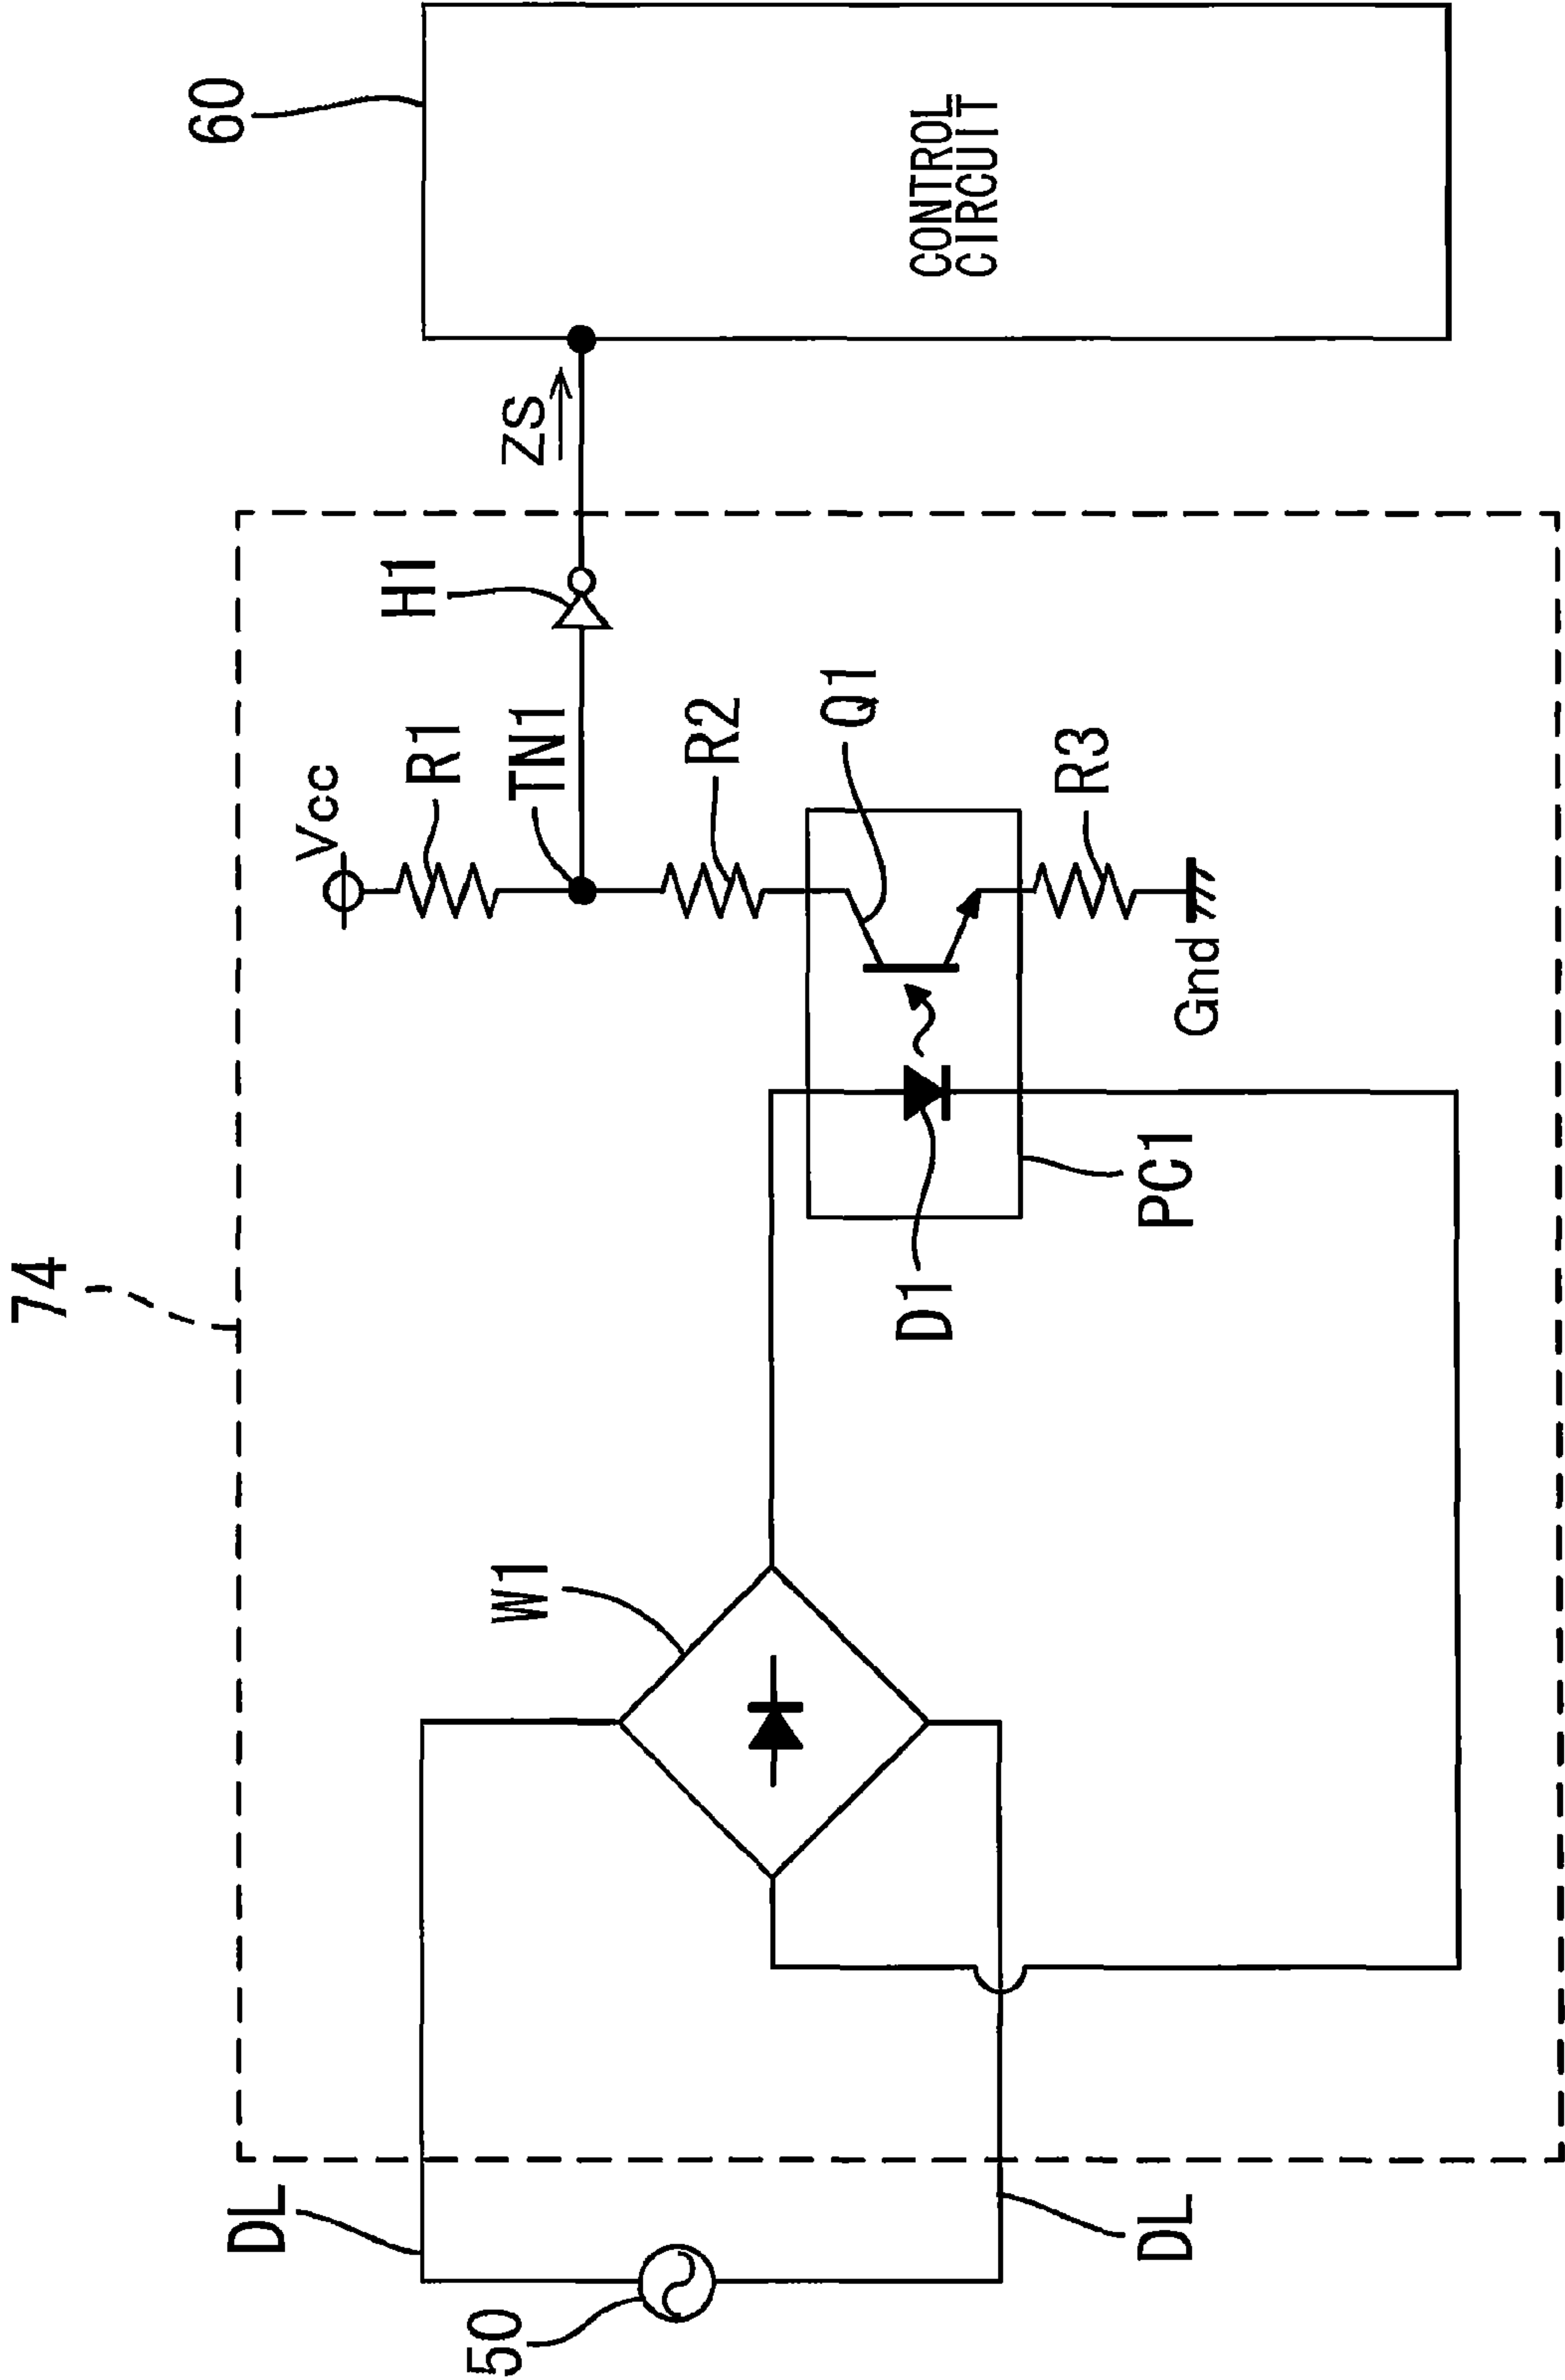 74
60
CONTROL
CIRCUIT
ZS
H1
Vcc
R1
TN1
R2
Q1
R3
Gnd
D1
PC1
W1
DL
50
DL